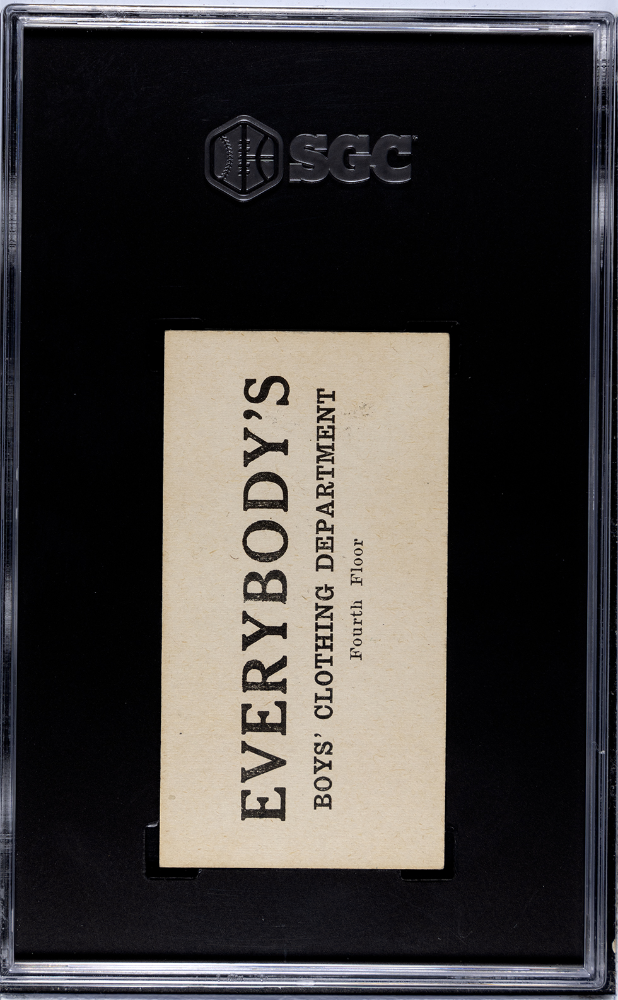 SGC
EVERYBODY'S
BOYS' CLOTHING DEPARTMENT
Fourth Floor